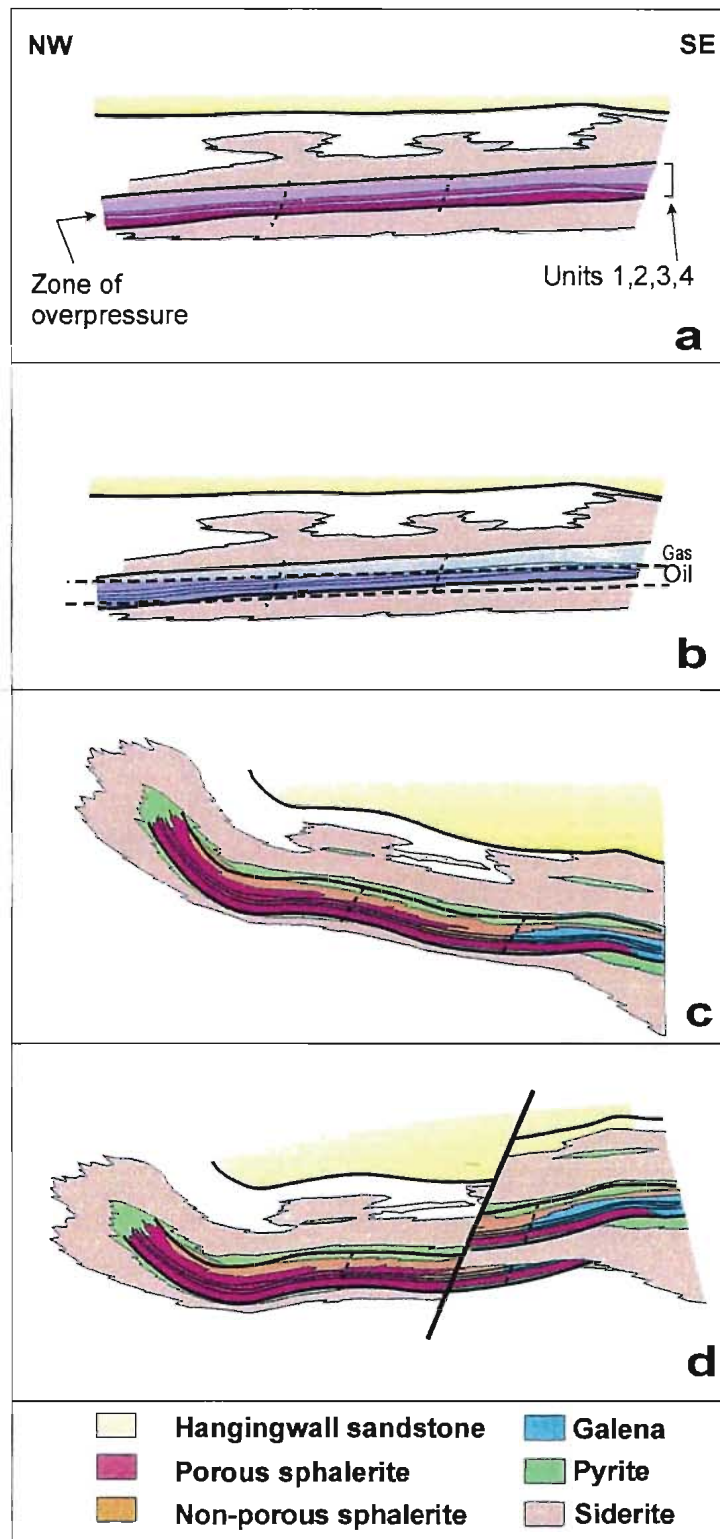 NW
SE
Zone of
overpressure
Units 1,2,3,4
a
Gas
Oil
b
c
d
Hangingwall sandstone
Galena
Porous sphalerite
Pyrite
Non-porous sphalerite
Siderite